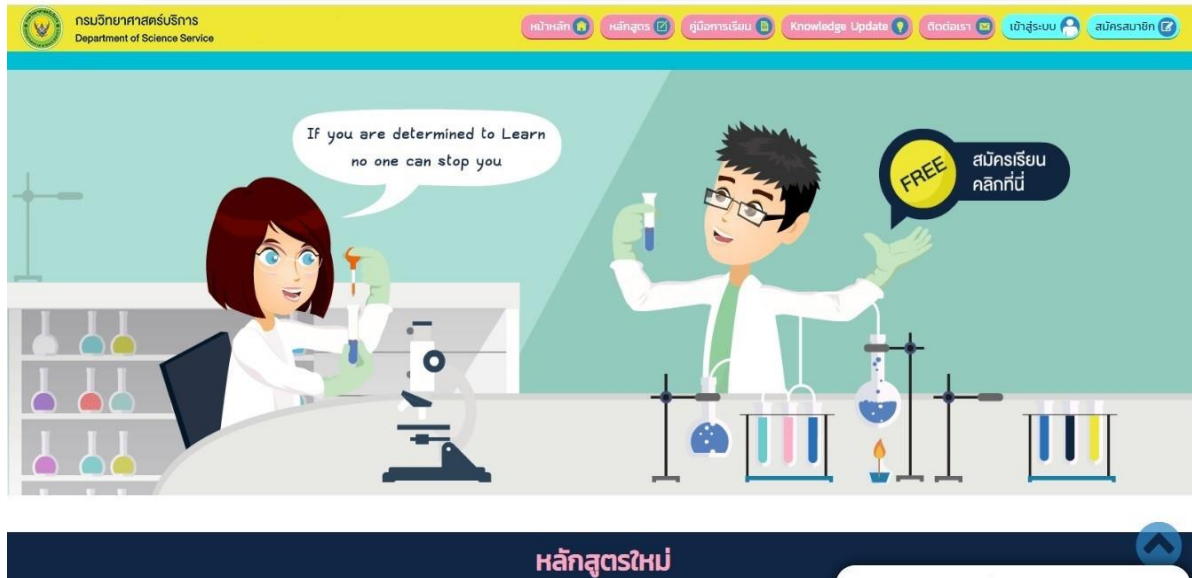 กรมวิทยาศาสตร์บริการ
Department of Science Service
หน้าหลัก
หลักสูตร
คู่มือการเรียน
Knowledge Update
ติดต่อเรา
เข้าสู่ระบบ
สมัครสมาชิก
If you are determined to Learn
no one can stop you
FREE
สมัครเรียน
คลิกที่นี่
หลักสูตรใหม่